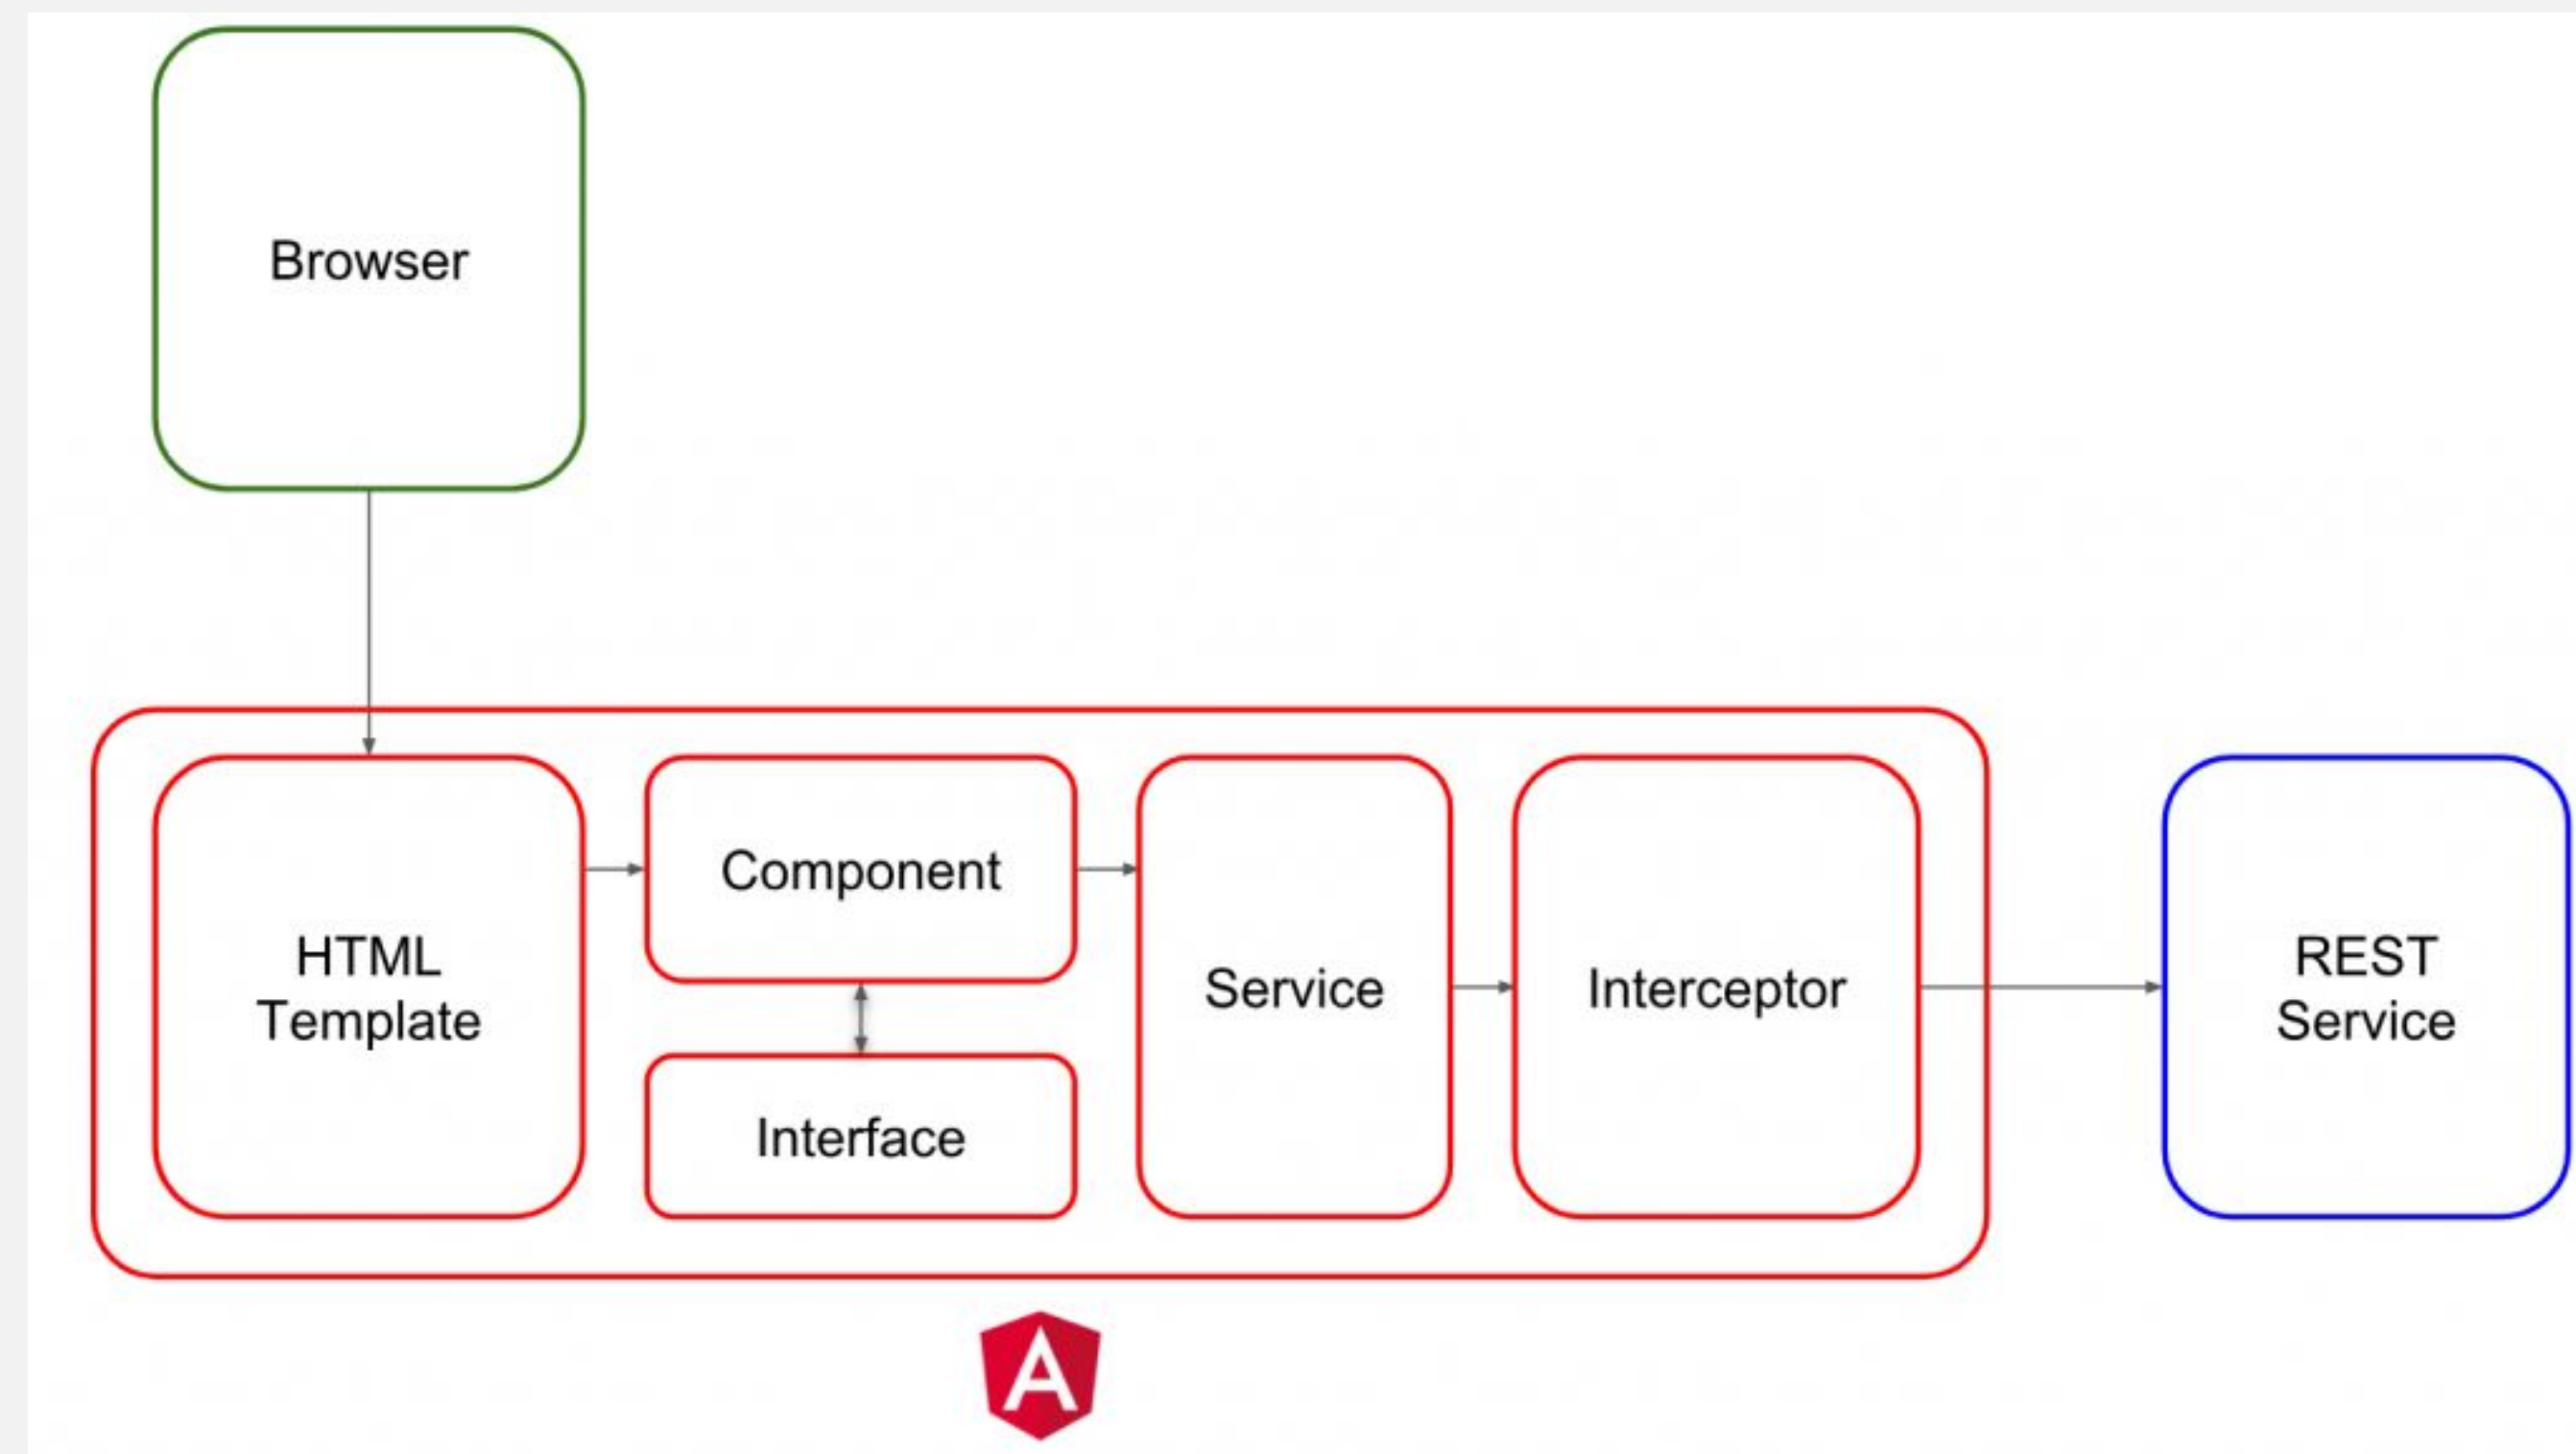 Browser
HTML
Template
Component
Interface
Service
Interceptor
REST
Service
A